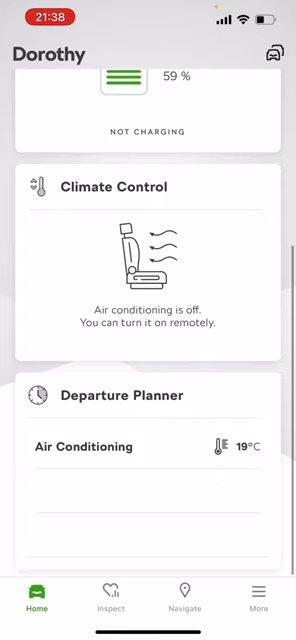 21:38
Dorothy
59 %
NOT CHARGING
Climate Control
Air conditioning is off.
You can turn it on remotely.
Departure Planner
Air Conditioning 19°C
Home Inspect Navigate More